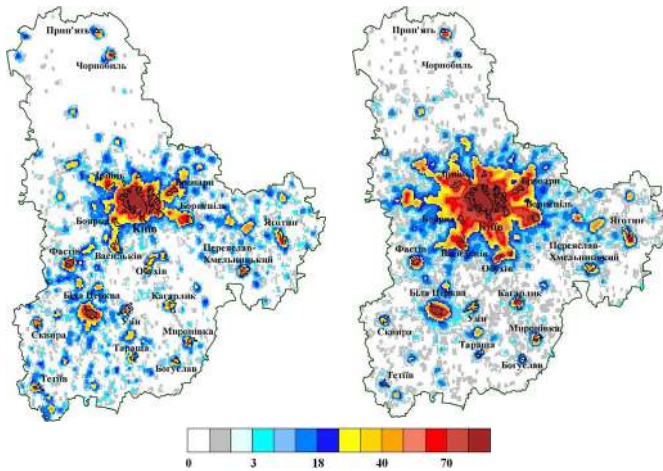 Прип'ять
Чорнобиль
Ірпінь
Бровари
Бориспіль
Боярка
Київ
Яготин
Васильків
Переяслав-
Хмельницький
Фастів
Обухів
Біла Церква
Кагарлик
Узін
Сквира
Миронівка
Тараща
Богуслав
Тетіїв
Прип'ять
Чорнобиль
Ірпінь
Бровари
Бориспіль
Боярка
Київ
Яготин
Васильків
Переяслав-
Хмельницький
Фастів
Обухів
Біла Церква
Кагарлик
Узін
Сквира
Миронівка
Тараща
Богуслав
Тетіїв
0 3 18 40 70